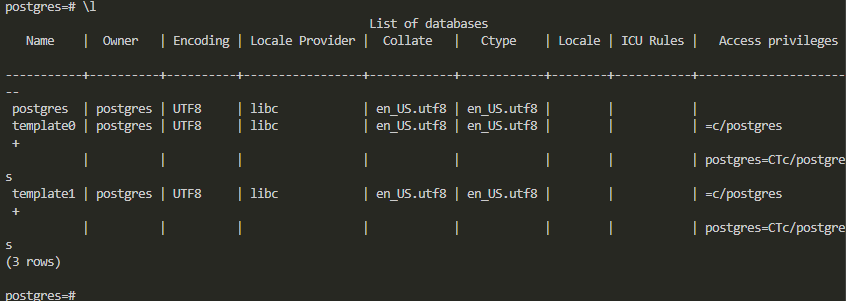 postgres=# \l
List of databases
Name | Owner | Encoding | Locale Provider | Collate | Ctype | Locale | ICU Rules | Access privileges
-----------+----------+----------+-----------------+------------+------------+--------+-----------+---------------------
--
postgres | postgres | UTF8 | libc | en_US.utf8 | en_US.utf8 | | |
template0 | postgres | UTF8 | libc | en_US.utf8 | en_US.utf8 | | | =c/postgres
+
| | | | | | | | postgres=CTc/postgre
s
template1 | postgres | UTF8 | libc | en_US.utf8 | en_US.utf8 | | | =c/postgres
+
| | | | | | | | postgres=CTc/postgre
s
(3 rows)
postgres=#